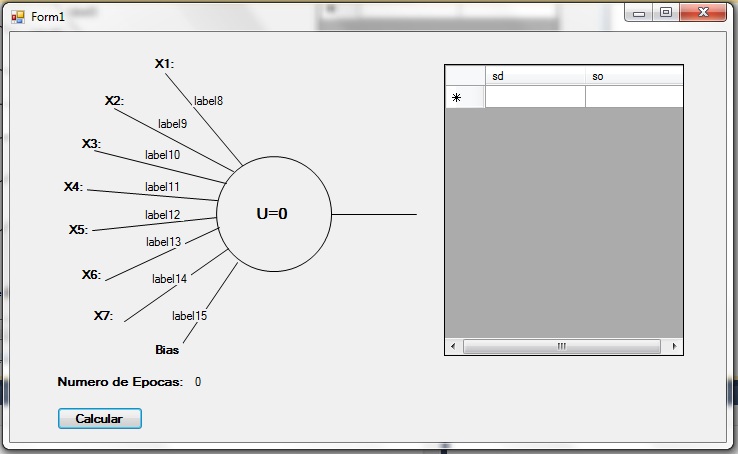 Form1
X1:
label8
X2:
label9
X3:
label10
X4:
label11
X5:
label12
X6:
label13
X7:
label14
Bias
label15
U=0
sd so
Numero de Epocas: 0
Calcular